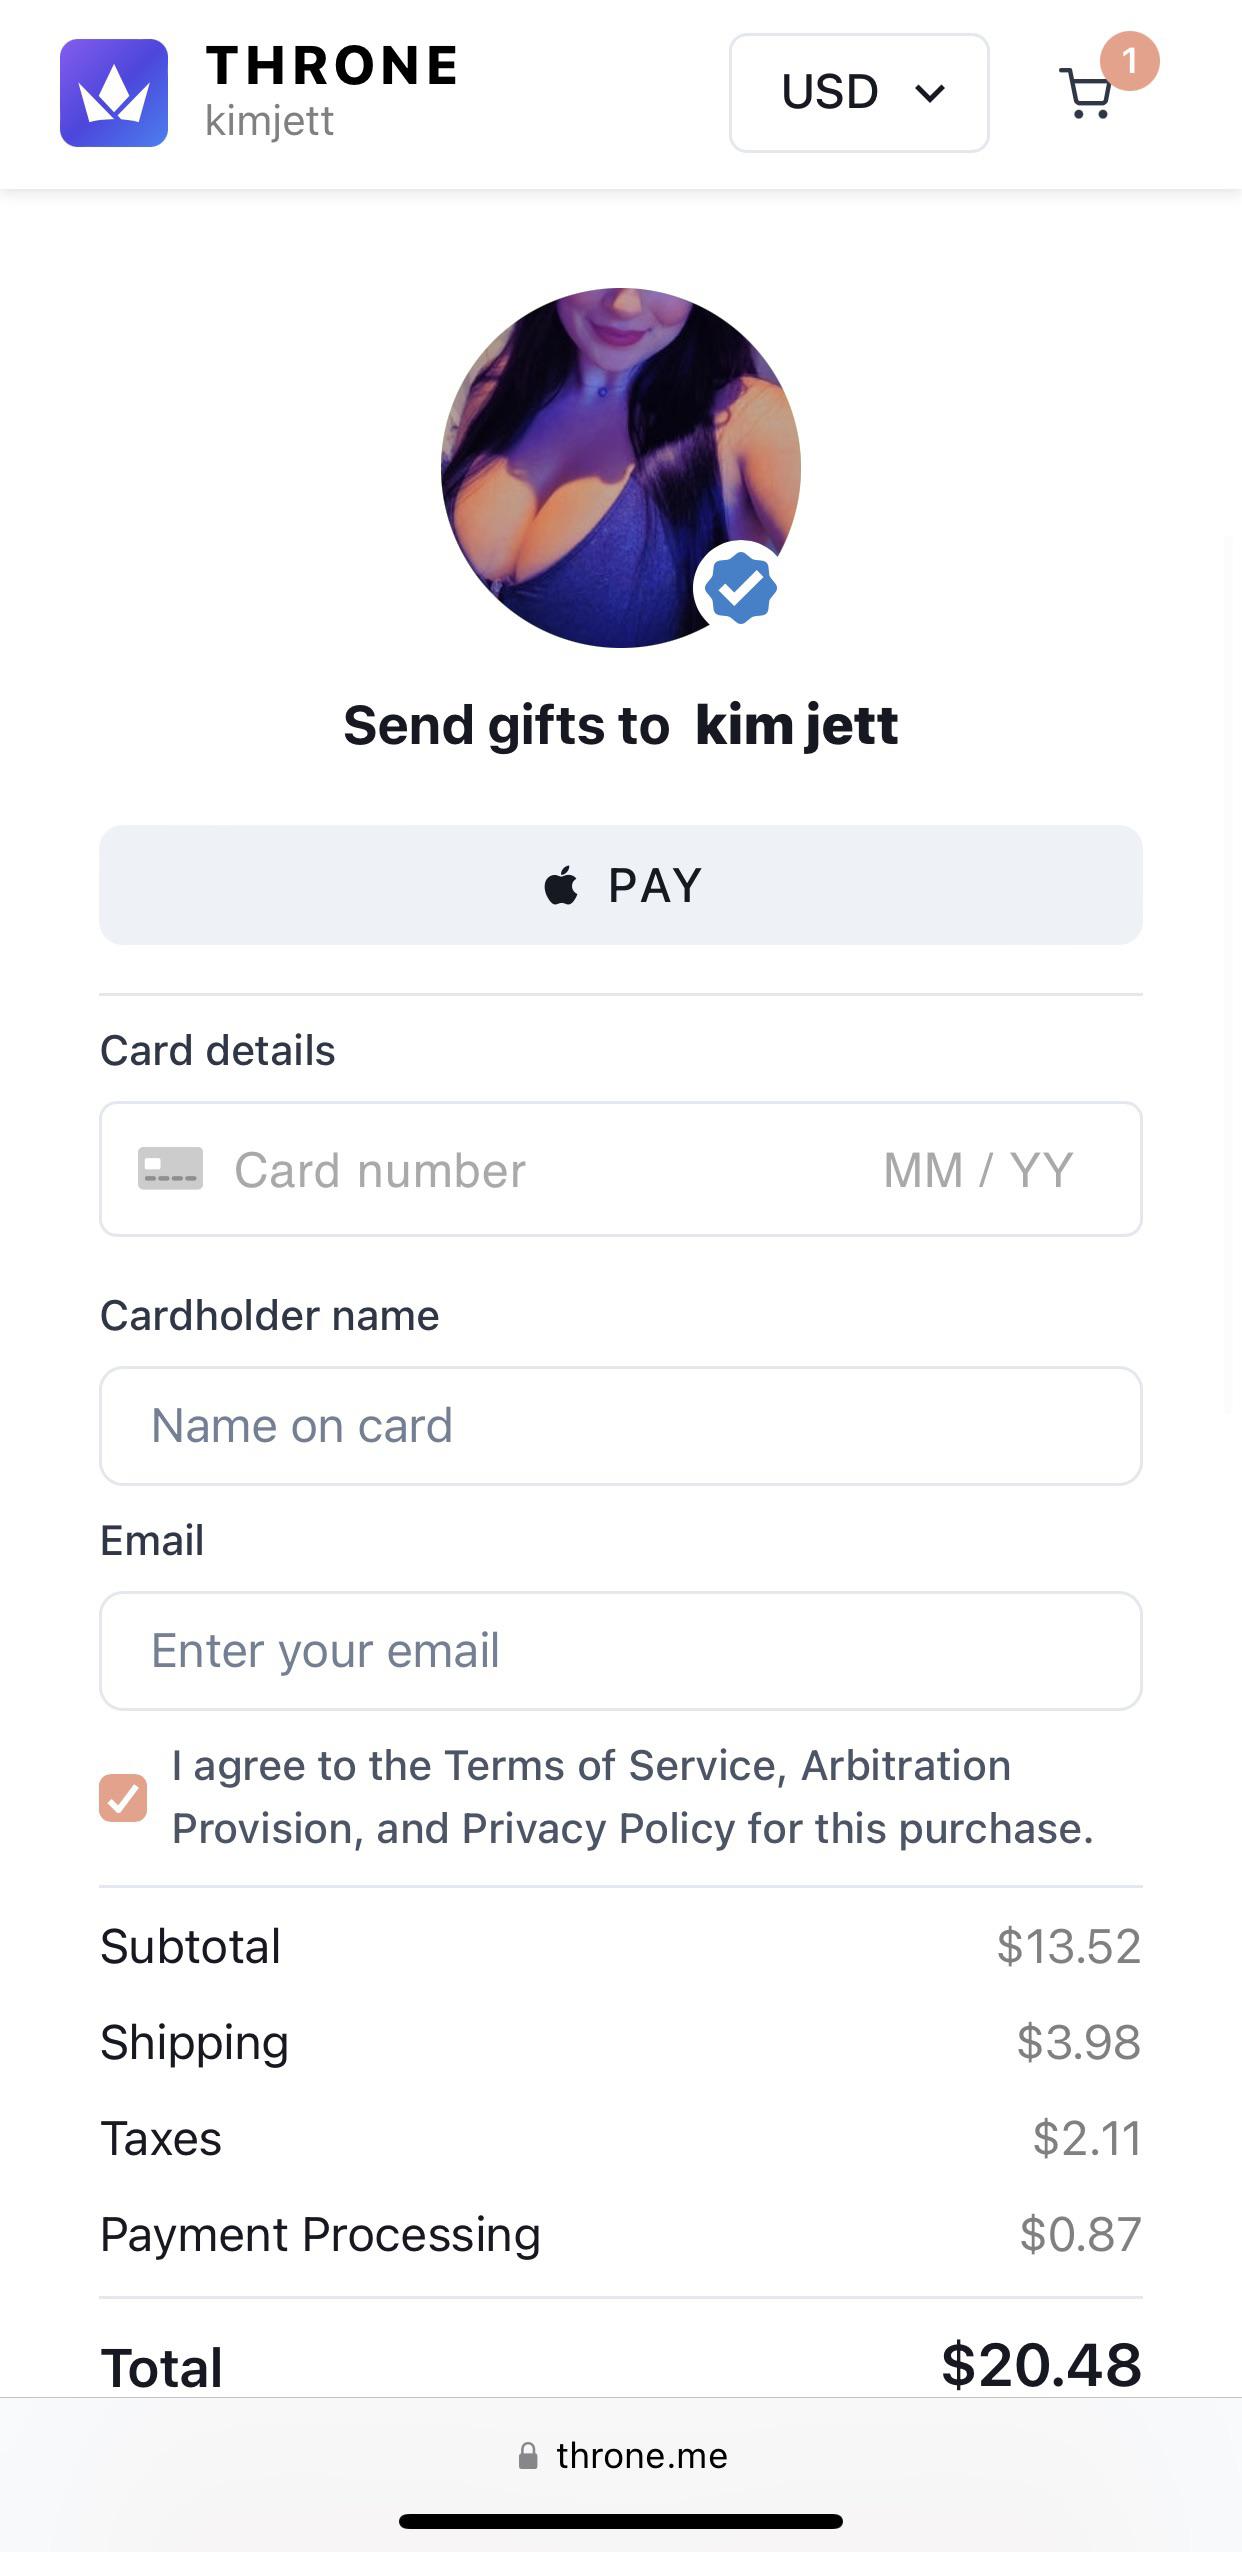 THRONE
kimjett
USD
1
Send gifts to kim jett
PAY
Card details
Card number MM / YY
Cardholder name
Name on card
Email
Enter your email
I agree to the Terms of Service, Arbitration
Provision, and Privacy Policy for this purchase.
Subtotal $13.52
Shipping $3.98
Taxes $2.11
Payment Processing $0.87
Total $20.48
throne.me